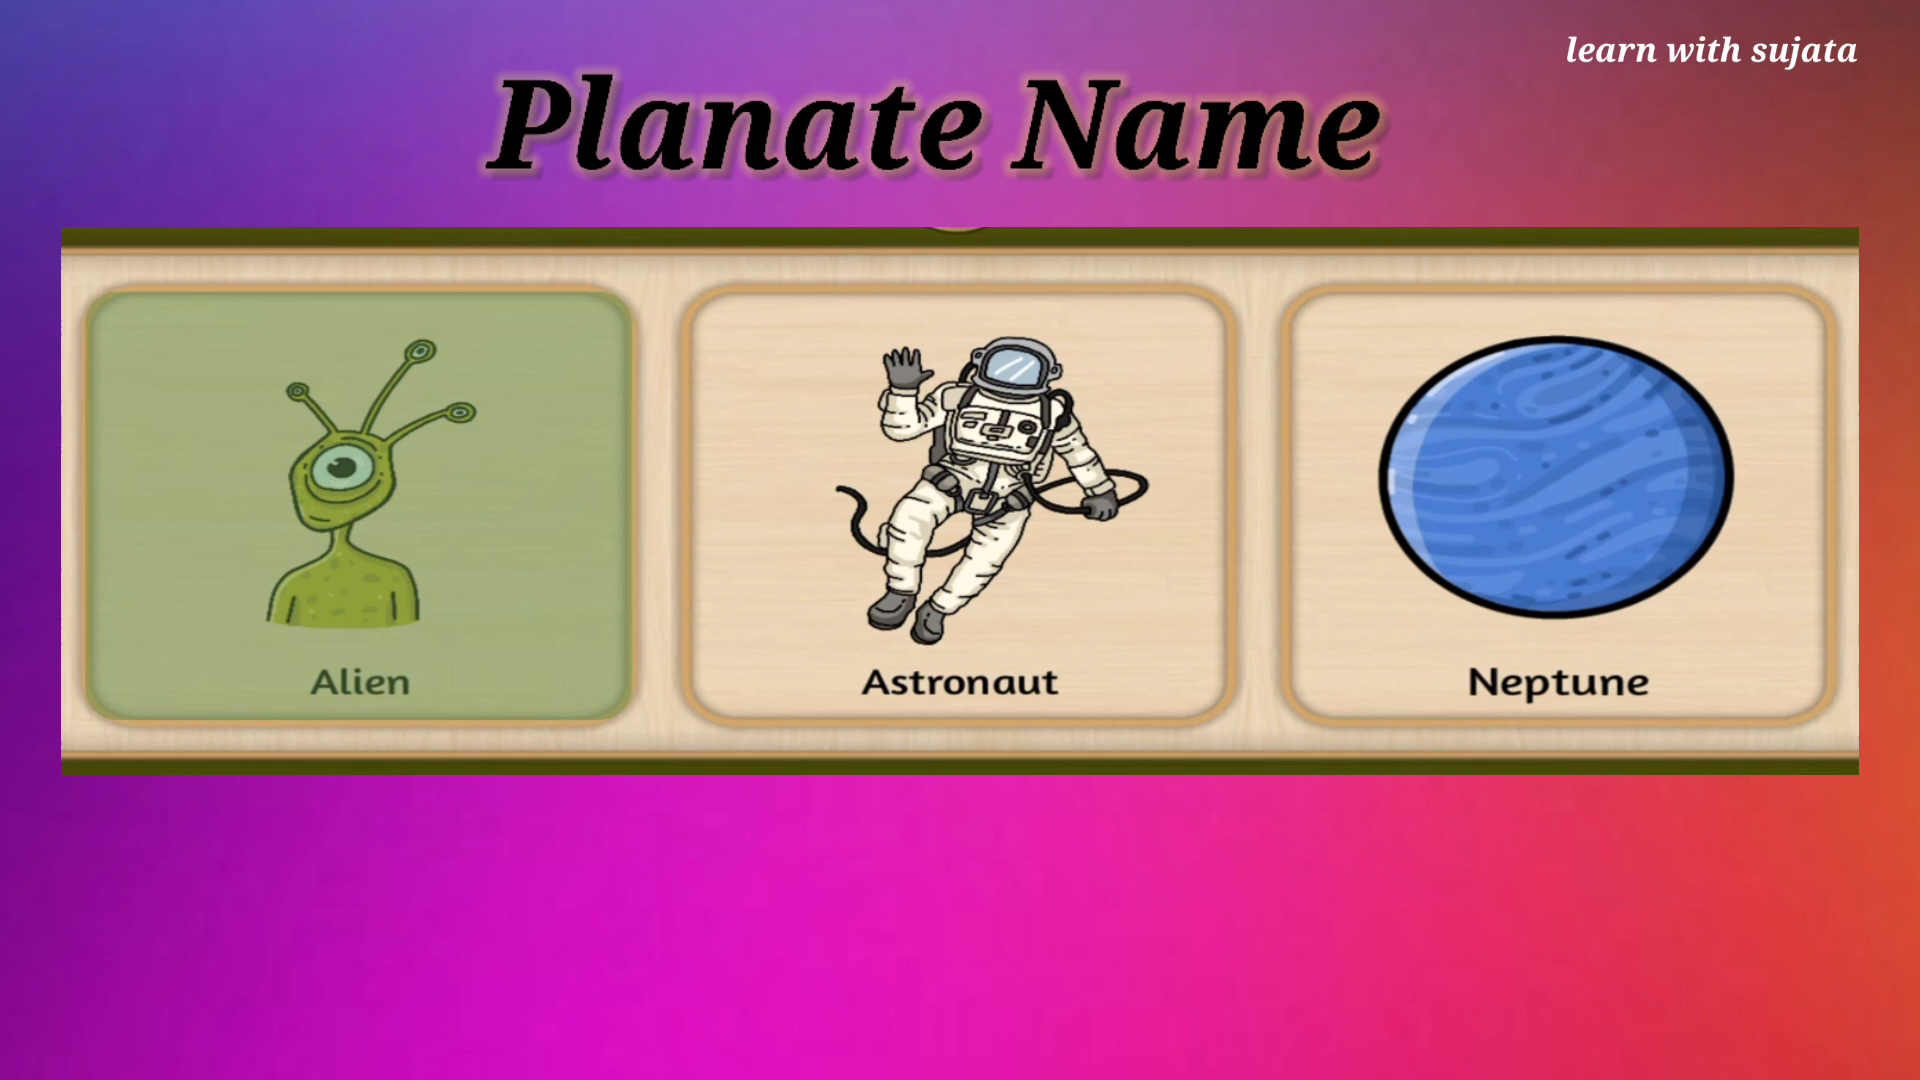 learn with sujata
Planate Name
Alien
Astronaut
Neptune